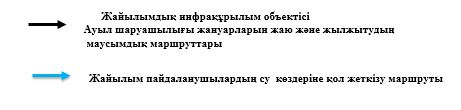 Жайылымдық инфрақұрылым объектісі
Ауыл шаруашылығы жануарларын жаю және жылжытудың
маусымдық маршруттары
Жайылым пайдаланушылардың су көздеріне қол жеткізу маршруты